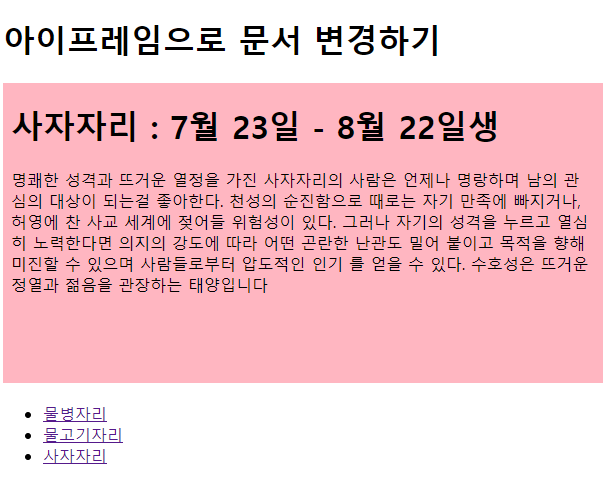 아이프레임으로 문서 변경하기
사자자리 : 7월 23일 - 8월 22일생
명쾌한 성격과 뜨거운 열정을 가진 사자자리의 사람은 언제나 명랑하며 남의 관
심의 대상이 되는걸 좋아한다. 천성의 순진함으로 때로는 자기 만족에 빠지거나,
허영에 찬 사교 세계에 젖어들 위험성이 있다. 그러나 자기의 성격을 누르고 열심
히 노력한다면 의지의 강도에 따라 어떤 곤란한 난관도 밀어 붙이고 목적을 향해
미진할 수 있으며 사람들로부터 압도적인 인기 를 얻을 수 있다. 수호성은 뜨거운
정열과 젊음을 관장하는 태양입니다
물병자리
물고기자리
사자자리